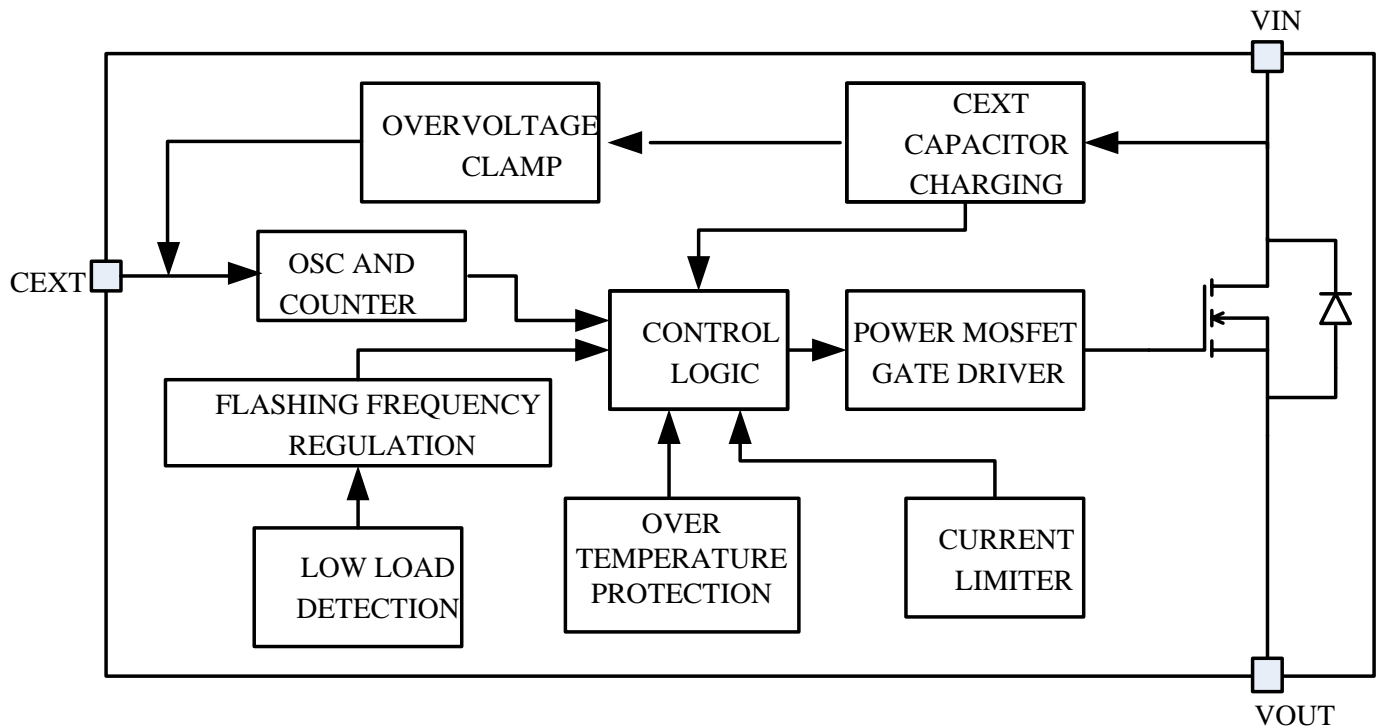 VIN
OVERVOLTAGE
CLAMP
CEXT
CAPACITOR
CHARGING
CEXT
OSC AND
COUNTER
CONTROL
LOGIC
POWER MOSFET
GATE DRIVER
FLASHING FREQUENCY
REGULATION
LOW LOAD
DETECTION
OVER
TEMPERATURE
PROTECTION
CURRENT
LIMITER
VOUT